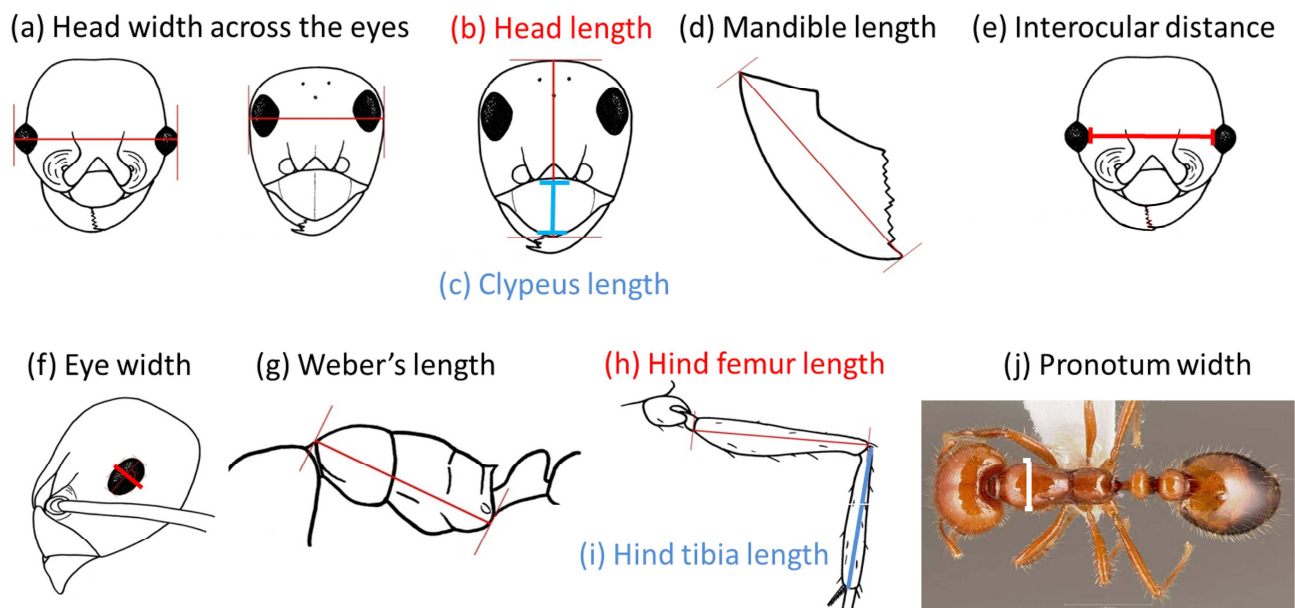 (a) Head width across the eyes
(b) Head length
(d) Mandible length
(e) Interocular distance
(c) Clypeus length
(f) Eye width
(g) Weber's length
(h) Hind femur length
(j) Pronotum width
(i) Hind tibia length